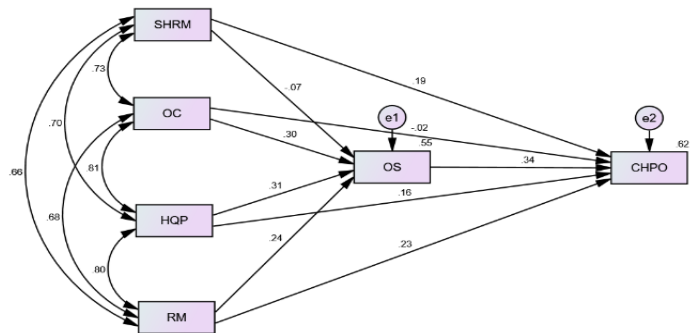 SHRM
.73
.19
-.07
e1
e2
.70
OC
-.02
.55
.62
.30
.66
.81
OS
.34
CHPO
.68
.31
.16
HQP
.24
.23
.80
RM